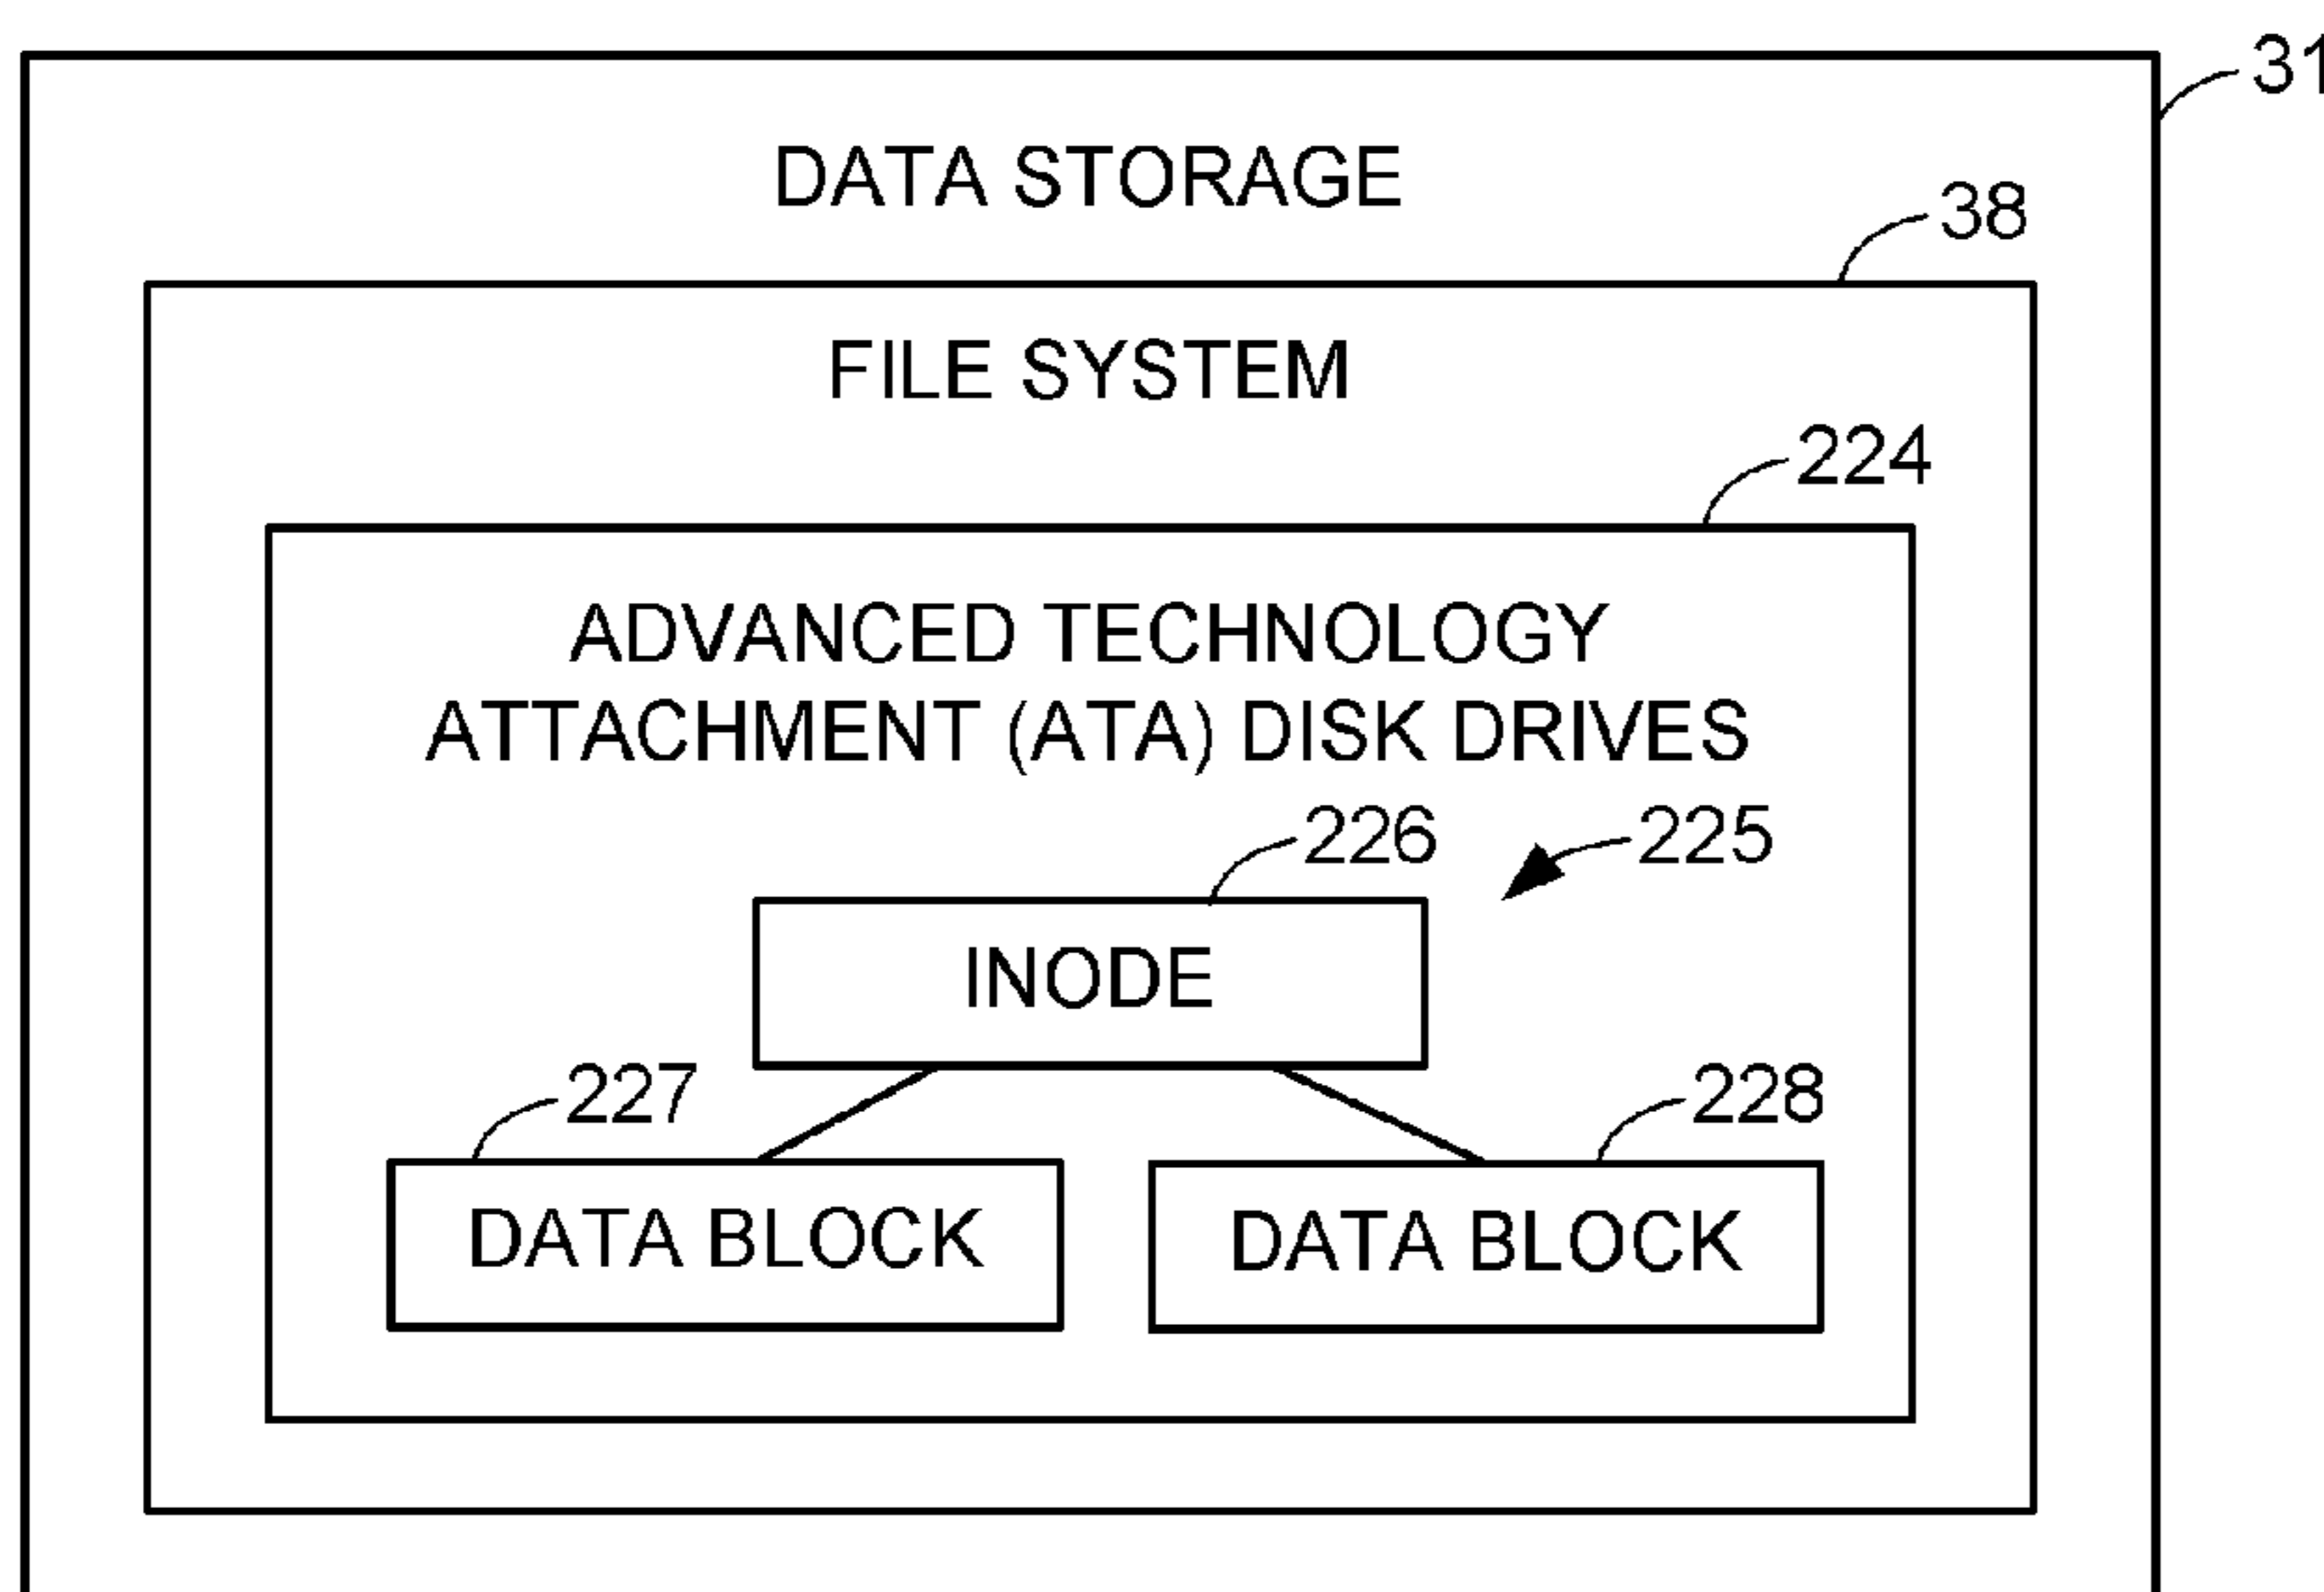 31
DATA STORAGE
38
FILE SYSTEM
224
ADVANCED TECHNOLOGY
ATTACHMENT (ATA) DISK DRIVES
226 225
INODE
227 228
DATA BLOCK DATA BLOCK